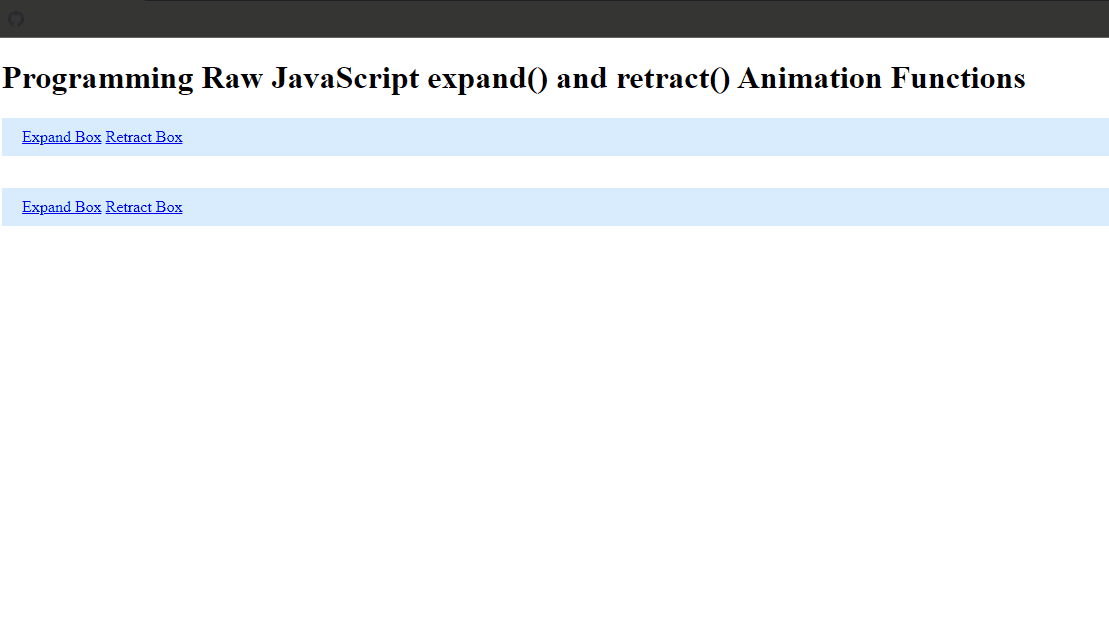 Programming Raw JavaScript expand() and retract() Animation Functions
Expand Box Retract Box
Expand Box Retract Box